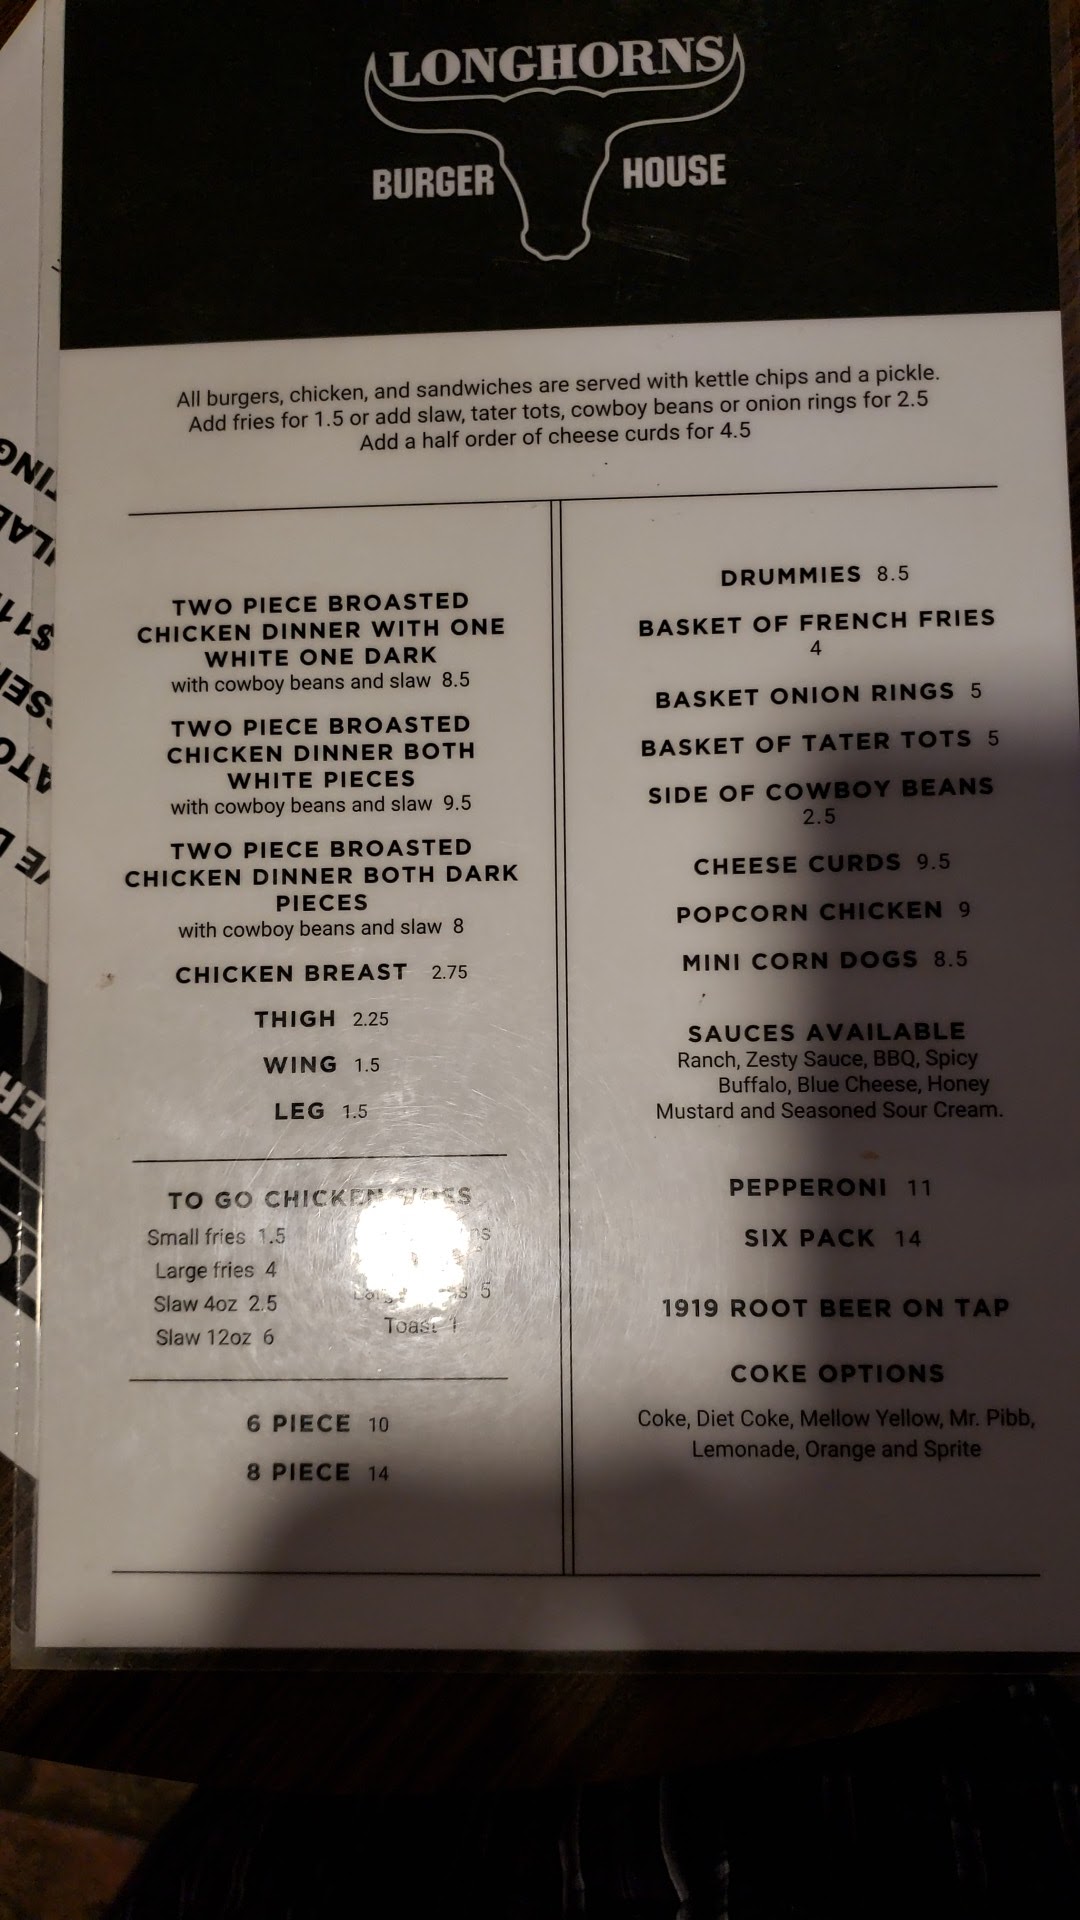 LONGHORNS
BURGER HOUSE
All burgers, chicken, and sandwiches are served with kettle chips and a pickle.
Add fries for 1.5 or add slaw, tater tots, cowboy beans or onion rings for 2.5
Add a half order of cheese curds for 4.5
TWO PIECE BROASTED
CHICKEN DINNER WITH ONE
WHITE ONE DARK
with cowboy beans and slaw 8.5
TWO PIECE BROASTED
CHICKEN DINNER BOTH
WHITE PIECES
with cowboy beans and slaw 9.5
TWO PIECE BROASTED
CHICKEN DINNER BOTH DARK
PIECES
with cowboy beans and slaw 8
CHICKEN BREAST 2.75
THIGH 2.25
WING 1.5
LEG 1.5
TO GO CHICKEN
Small fries 1.5
Large fries 4
Slaw 4oz 2.5
Slaw 12oz 6
5
Toast 1
6 PIECE 10
8 PIECE 14
DRUMMIES 8.5
BASKET OF FRENCH FRIES
4
BASKET ONION RINGS 5
BASKET OF TATER TOTS 5
SIDE OF COWBOY BEANS
2.5
CHEESE CURDS 9.5
POPCORN CHICKEN 9
MINI CORN DOGS 8.5
SAUCES AVAILABLE
Ranch, Zesty Sauce, BBQ, Spicy
Buffalo, Blue Cheese, Honey
Mustard and Seasoned Sour Cream.
PEPPERONI 11
SIX PACK 14
1919 ROOT BEER ON TAP
COKE OPTIONS
Coke, Diet Coke, Mellow Yellow, Mr. Pibb,
Lemonade, Orange and Sprite